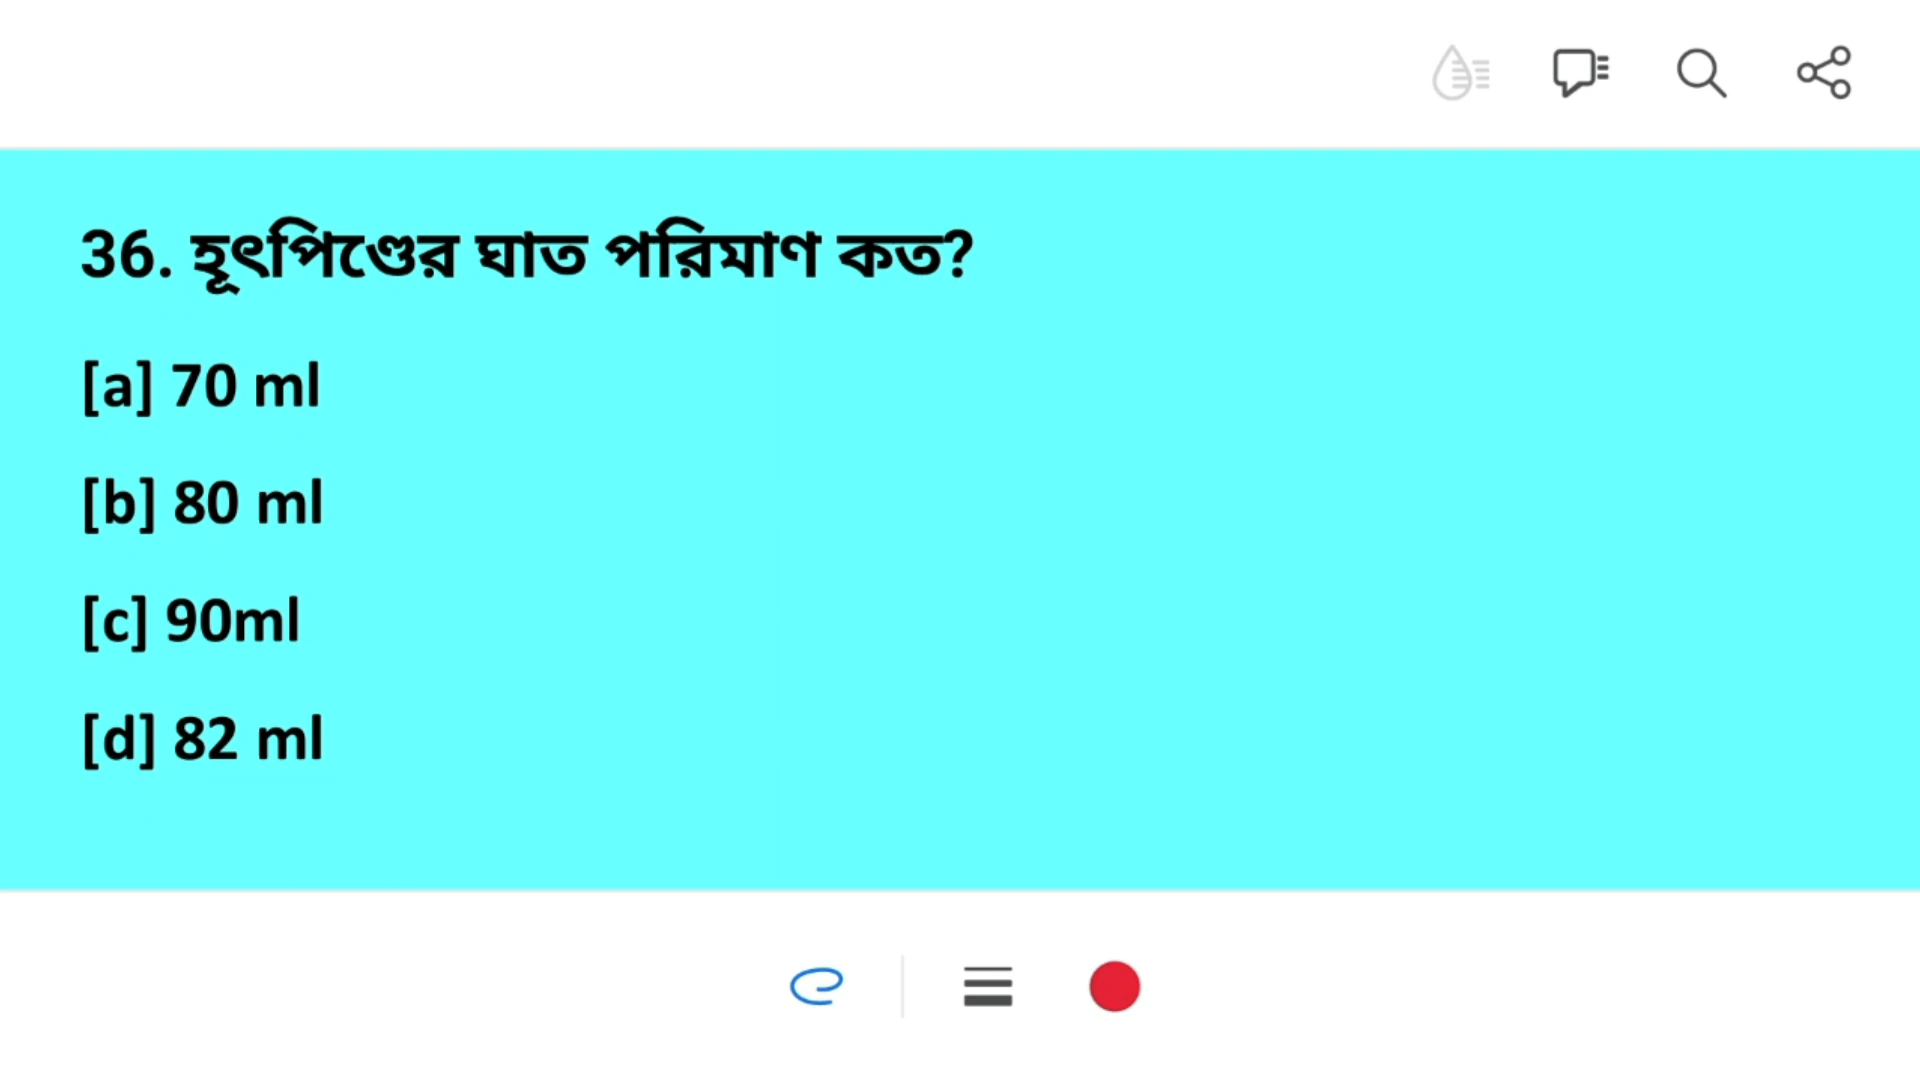 36. হূৎপিণ্ডের ঘাত পরিমাণ কত?
[a] 70 ml
[b] 80 ml
[c] 90ml
[d] 82 ml